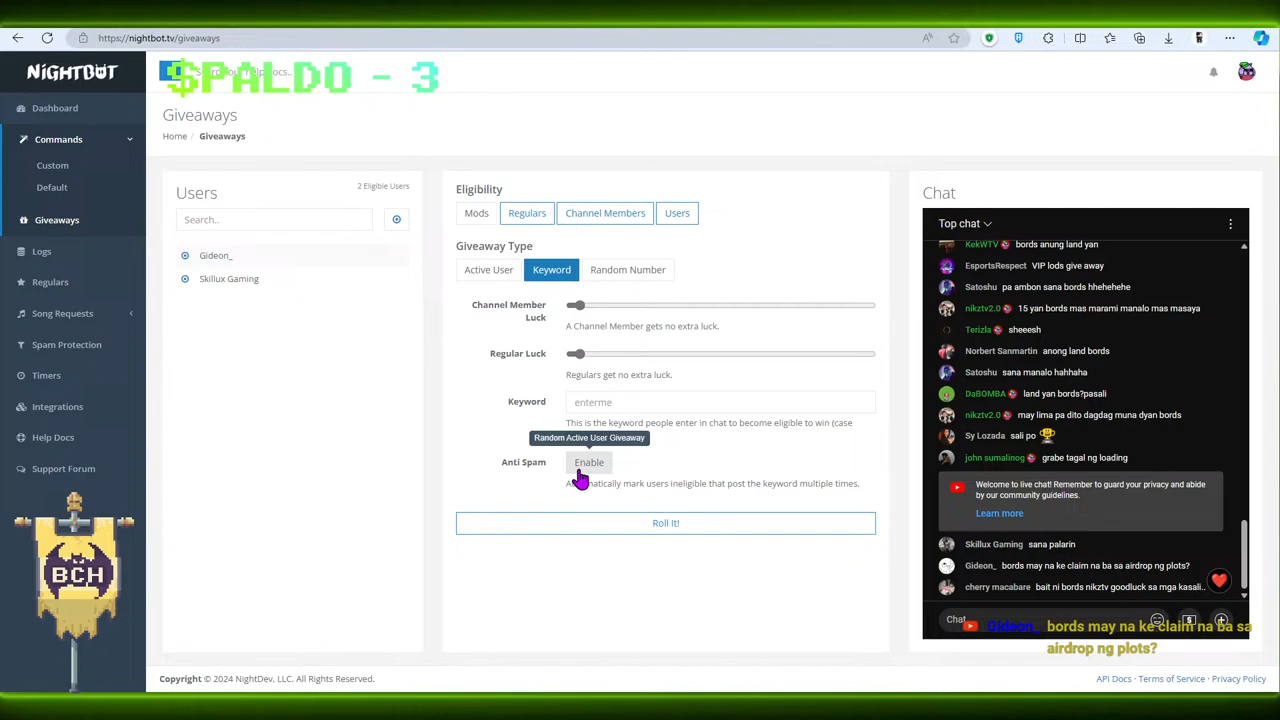 https://nightbot.tv/giveaways
NIGHTBOT
$PALDO - 3
Dashboard
Commands
Custom
Default
Giveaways
Logs
Regulars
Song Requests
Spam Protection
Timers
Integrations
Help Docs
Support Forum
BCH
Giveaways
Home / Giveaways
Users
2 Eligible Users
Search..
Gideon_
Skillux Gaming
Eligibility
Mods
Regulars
Channel Members
Users
Giveaway Type
Active User
Keyword
Random Number
Channel Member
Luck
A Channel Member gets no extra luck.
Regular Luck
Regulars get no extra luck.
Keyword
enterme
This is the keyword people enter in chat to become eligible to win (case
Random Active User Giveaway
Anti Spam
Enable
mark users ineligible that post the keyword multiple times.
Roll It!
Chat
Top chat
KekWTV bords anung land yan
EsportsRespect VIP lods give away
Satoshu pa ambon sana bords hhehehehe
nikztv2.0 15 yan bords mas marami manalo mas masaya
Terizla sheeesh
Norbert Sanmartin anong land bords
Satoshu sana manalo hahhaha
DaBOMBA land yan bords?pasali
nikztv2.0 may lima pa dito dagdag muna dyan bords
Sy Lozada sali po
john sumalinog grabe tagal ng loading
Welcome to live chat! Remember to guard your privacy and abide
by our community guidelines.
Learn more
Skillux Gaming sana palarin
Gideon_ bords may na ke claim na ba sa airdrop ng plots?
cherry macabare bait ni bords nikztv goodluck sa mga kasali..
Chat
Gideon_ bords may na ke claim na ba sa
airdrop ng plots?
Copyright © 2024 NightDev, LLC. All Rights Reserved.
API Docs · Terms of Service · Privacy Policy